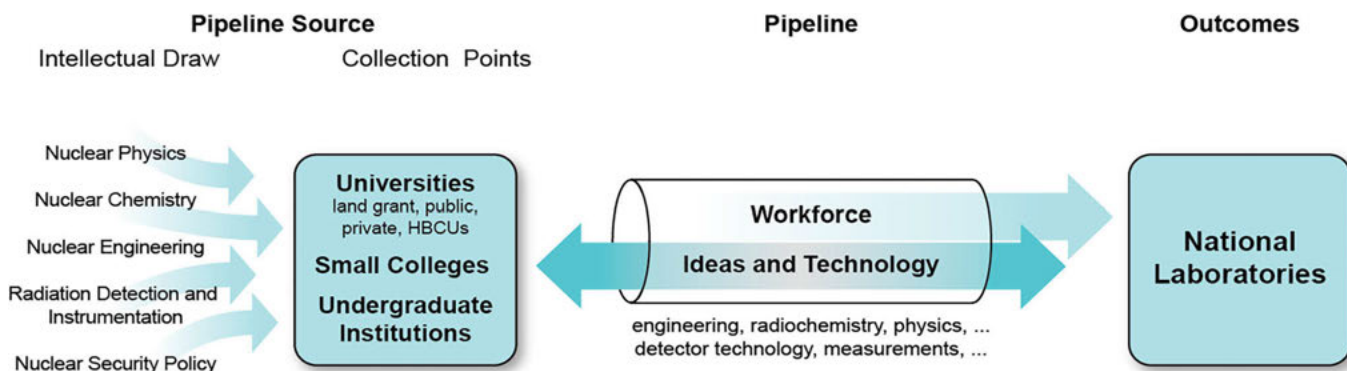 Pipeline Source
Pipeline
Outcomes
Intellectual Draw
Collection Points
Nuclear Physics
Nuclear Chemistry
Nuclear Engineering
Radiation Detection and
Instrumentation
Nuclear Security Policy
Universities
land grant, public,
private, HBCUs
Small Colleges
Undergraduate
Institutions
Workforce
Ideas and Technology
engineering, radiochemistry, physics, ...
detector technology, measurements, ...
National
Laboratories